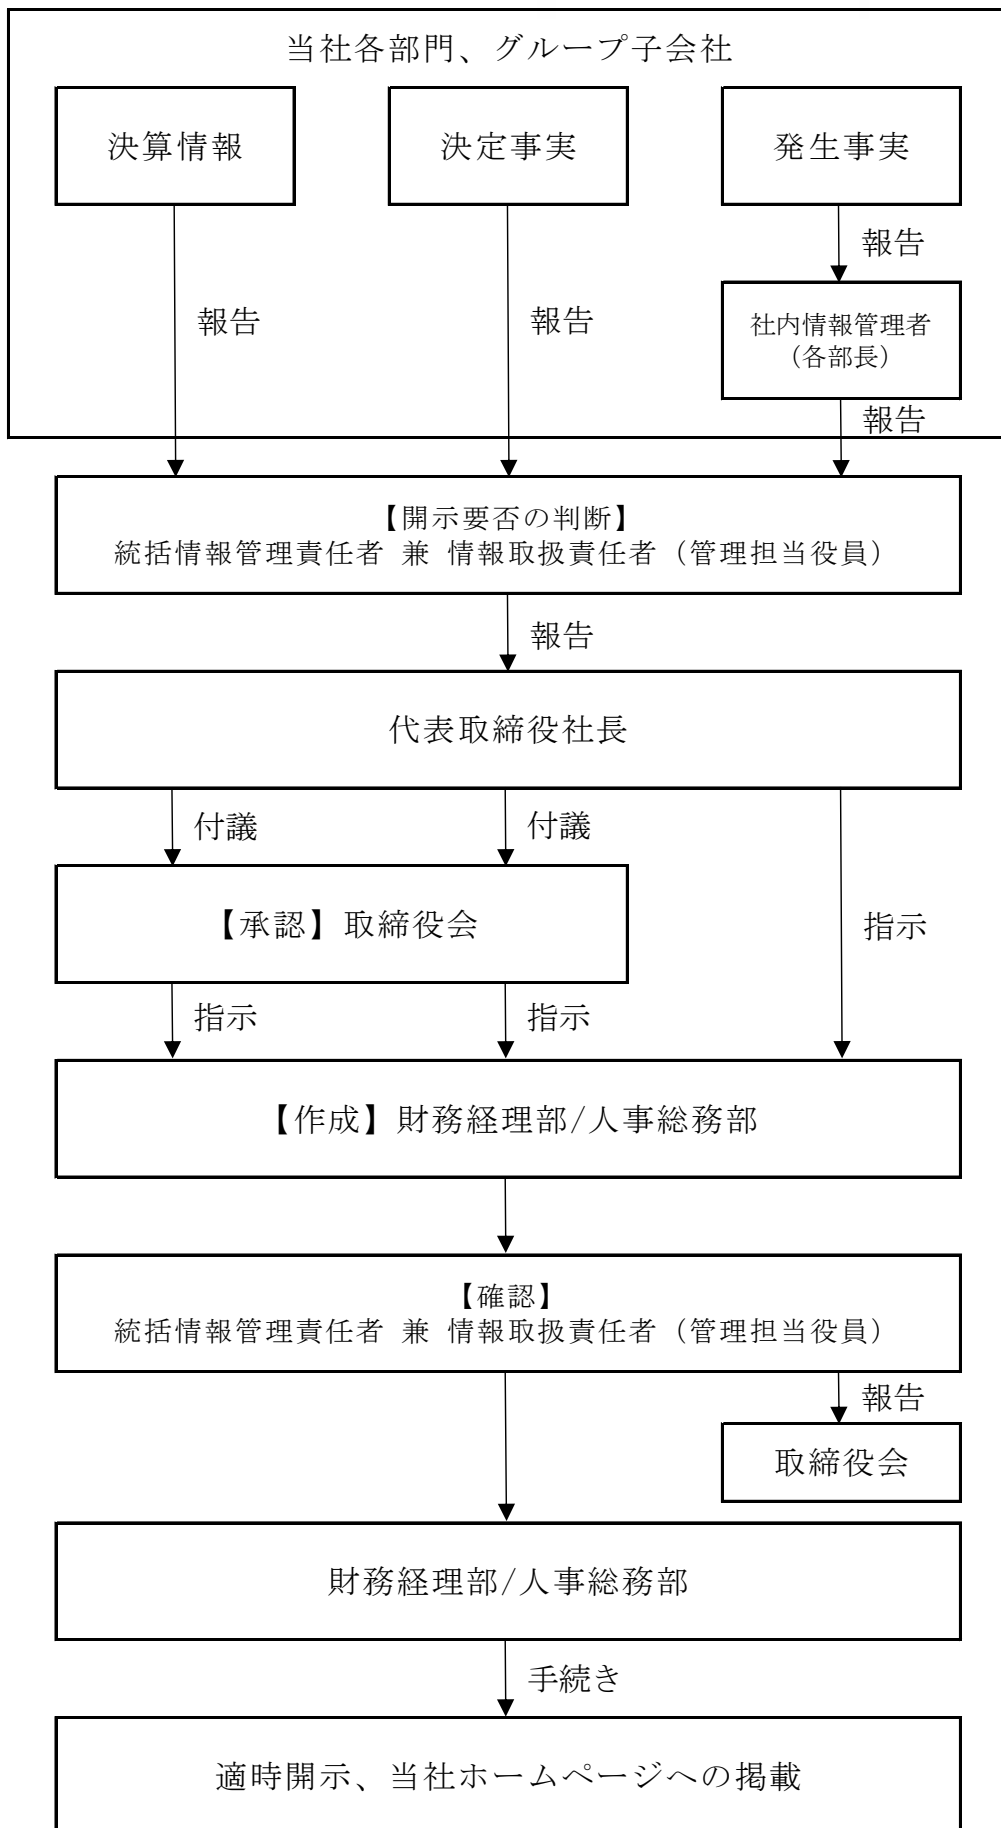 当社各部門、グループ子会社
決算情報
決定事実
発生事実
報告
報告
報告
社内情報管理者
（各部長）
報告
【開示要否の判断】
統括情報管理責任者 兼 情報取扱責任者（管理担当役員）
報告
代表取締役社長
付議
付議
【承認】取締役会
指示
指示
指示
【作成】財務経理部/人事総務部
【確認】
統括情報管理責任者 兼 情報取扱責任者（管理担当役員）
報告
取締役会
財務経理部/人事総務部
手続き
適時開示、当社ホームページへの掲載